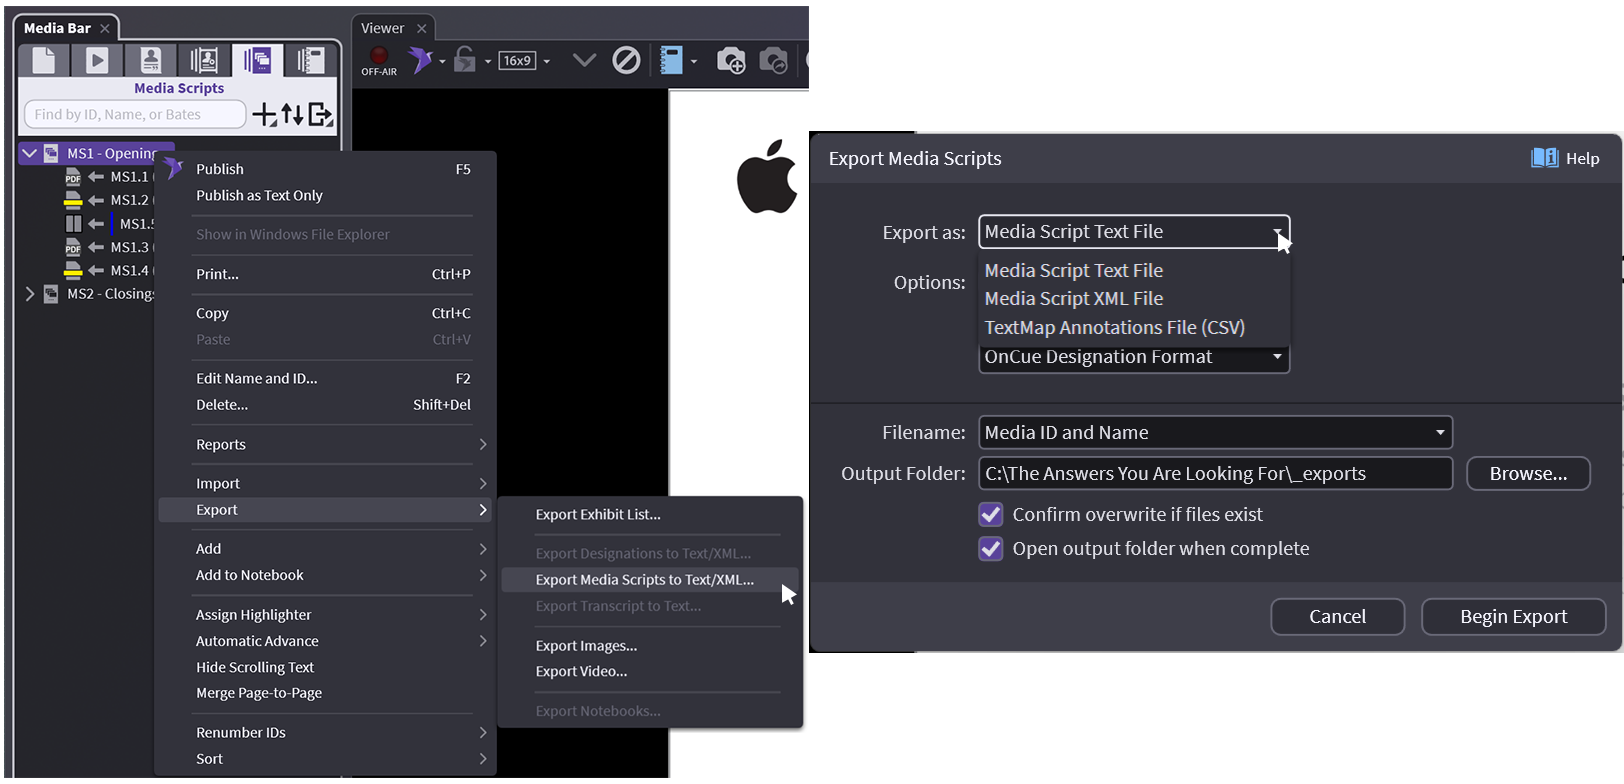 Media Bar
Viewer
OFF-AIR
16x9
Media Scripts
Find by ID, Name, or Bates
MS1 - Opening
MS1.1
MS1.2
MS1.5
MS1.3
MS1.4
MS2 - Closings
Publish F5
Publish as Text Only
Show in Windows File Explorer
Print... Ctrl+P
Copy Ctrl+C
Paste Ctrl+V
Edit Name and ID... F2
Delete... Shift+Del
Reports
Import
Export
Add
Add to Notebook
Assign Highlighter
Automatic Advance
Hide Scrolling Text
Merge Page-to-Page
Renumber IDs
Sort
Export Exhibit List...
Export Designations to Text/XML...
Export Media Scripts to Text/XML...
Export Transcript to Text...
Export Images...
Export Video...
Export Notebooks...
Export Media Scripts
Help
Export as: Media Script Text File
Media Script Text File
Options:
Media Script XML File
TextMap Annotations File (CSV)
OnCue Designation Format
Filename: Media ID and Name
Output Folder: C:\The Answers You Are Looking For\_exports Browse...
Confirm overwrite if files exist
Open output folder when complete
Cancel Begin Export